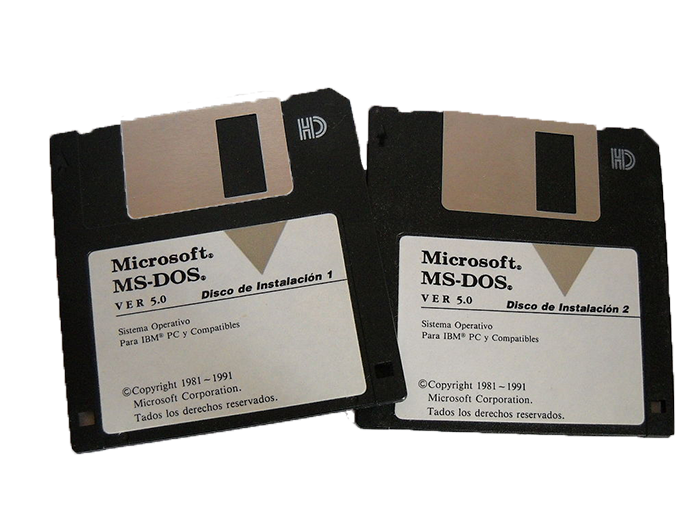 HD
Microsoft®
MS-DOS®
VER 5.0
Disco de Instalación 1
Sistema Operativo
Para IBM® PC y Compatibles
©Copyright 1981~1991
Microsoft Corporation.
Tados los derechos reservados.
HD
Microsoft®
MS-DOS®
VER 5.0
Disco de Instalación 2
Sistema Operativo
Para IBM® PC y Compatibles
©Copyright 1981~1991
Microsoft Corporation.
Tados los derechos reservados.